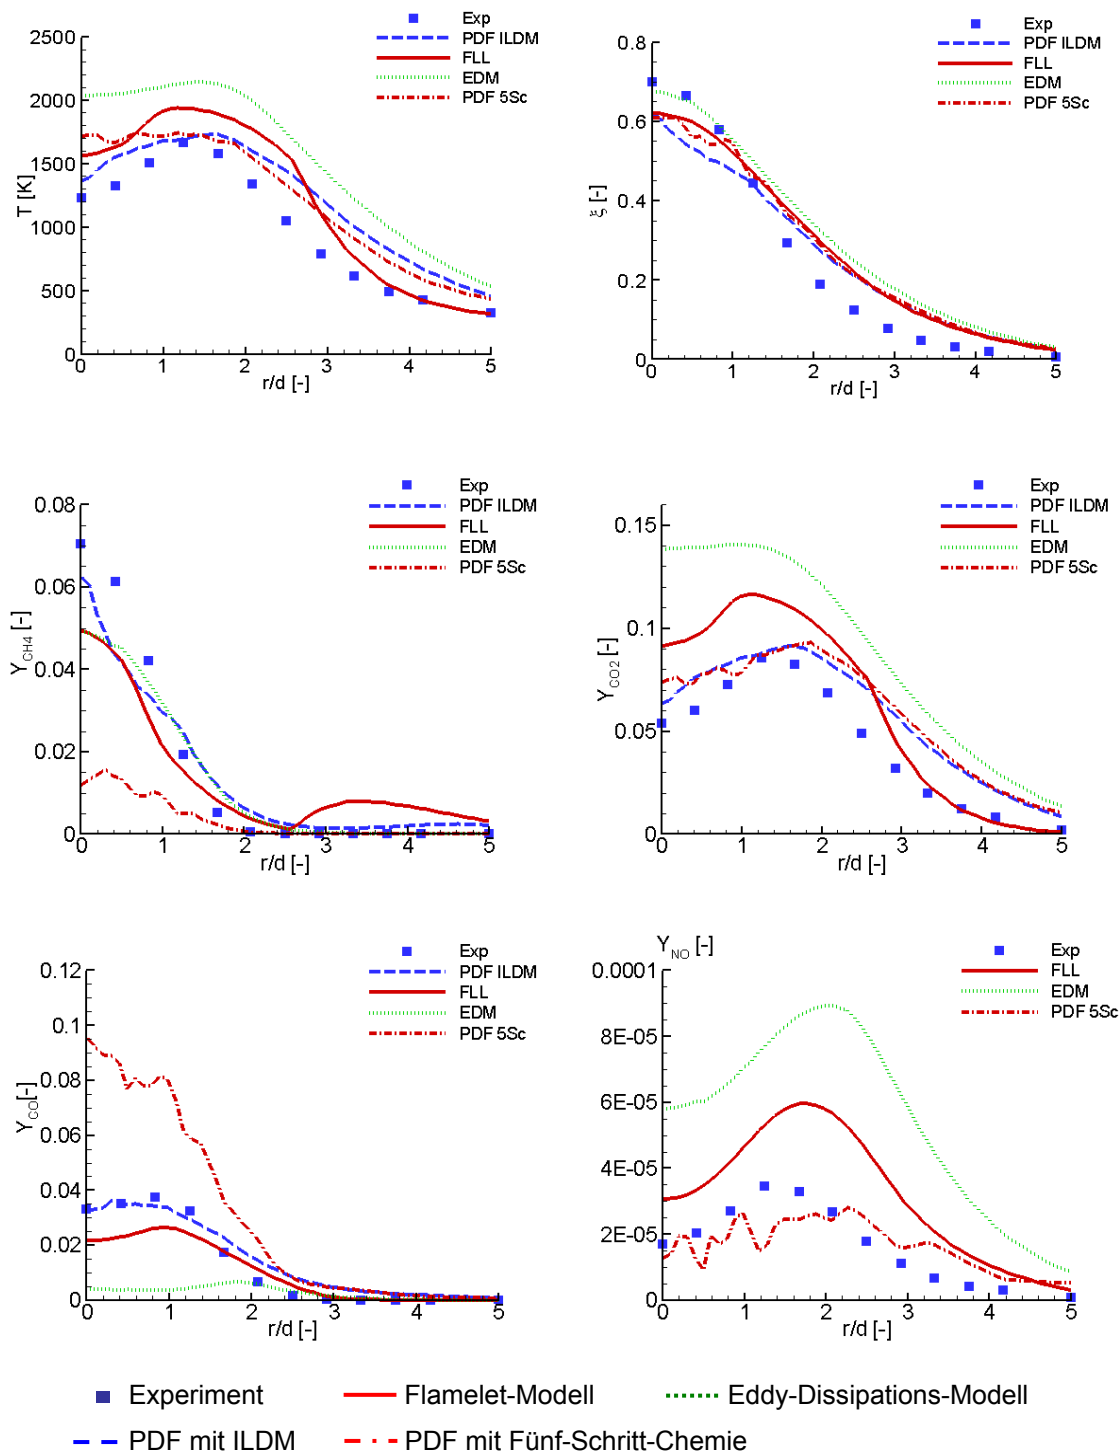 Exp
PDF ILDM
FLL
EDM
PDF 5Sc
2500
2000
1500
1000
500
0
T [K]
0 1 2 3 4 5
r/d [-]
Exp
PDF ILDM
FLL
EDM
PDF 5Sc
0.8
0.6
0.4
0.2
0
ξ [-]
0 1 2 3 4 5
r/d [-]
Exp
PDF ILDM
FLL
EDM
PDF 5Sc
0.08
0.06
0.04
0.02
0
Y_CH4 [-]
0 1 2 3 4 5
r/d [-]
Exp
PDF ILDM
FLL
EDM
PDF 5Sc
0.15
0.1
0.05
0
Y_CO2 [-]
0 1 2 3 4 5
r/d [-]
Exp
PDF ILDM
FLL
EDM
PDF 5Sc
0.12
0.1
0.08
0.06
0.04
0.02
0
Y_CO[-]
0 1 2 3 4 5
r/d [-]
Y_NO [-]
Exp
FLL
EDM
PDF 5Sc
0.0001
8E-05
6E-05
4E-05
2E-05
0
0 1 2 3 4 5
r/d [-]
Experiment
Flamelet-Modell
Eddy-Dissipations-Modell
PDF mit ILDM
PDF mit Fünf-Schritt-Chemie